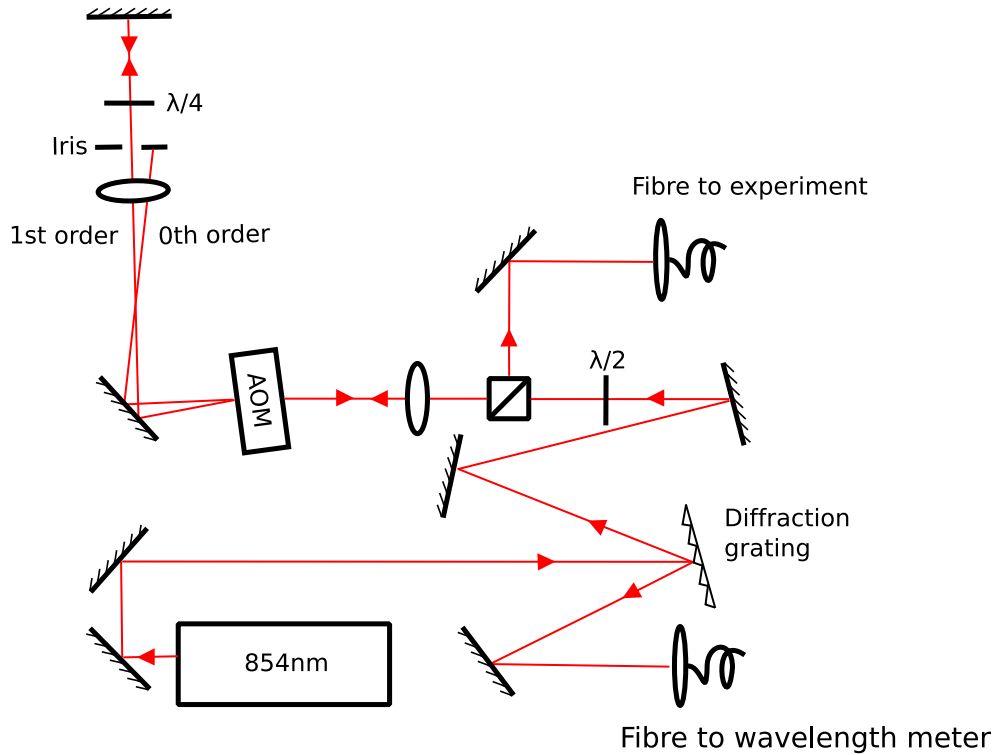 λ/4
Iris
Fibre to experiment
1st order
0th order
λ/2
AOM
Diffraction
grating
854nm
Fibre to wavelength meter